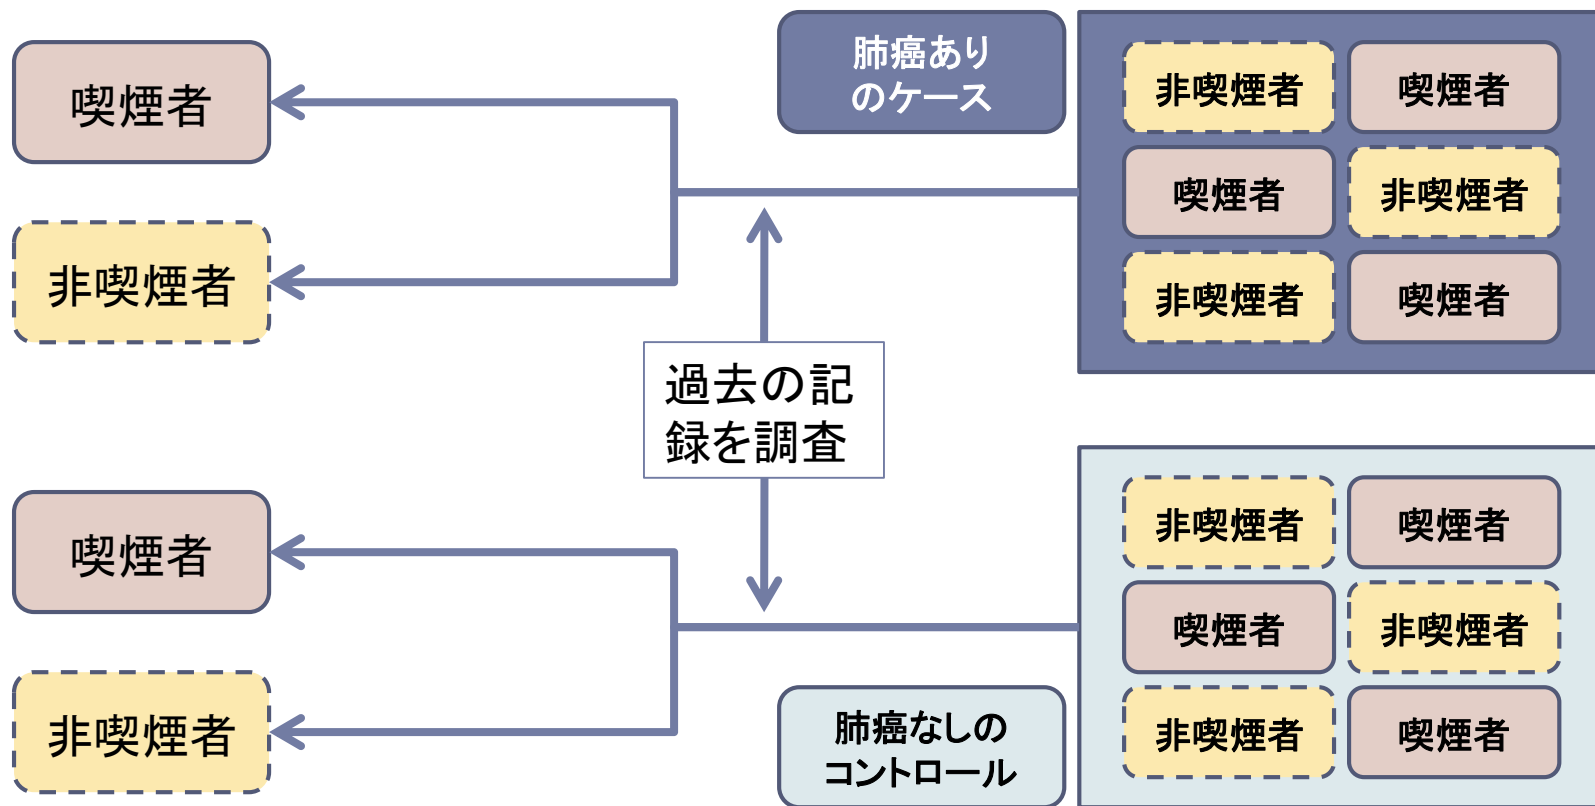 喫煙者
非喫煙者
肺癌あり
のケース
非喫煙者
喫煙者
喫煙者
非喫煙者
非喫煙者
喫煙者
過去の記
録を調査
喫煙者
非喫煙者
肺癌なしの
コントロール
非喫煙者
喫煙者
喫煙者
非喫煙者
非喫煙者
喫煙者